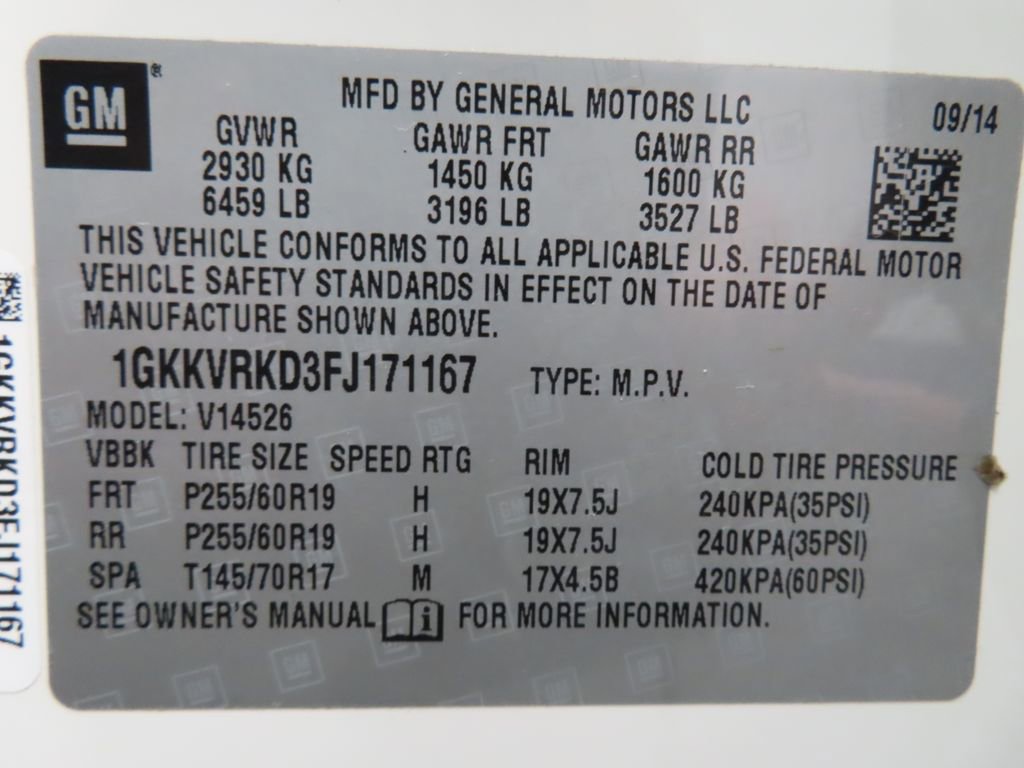 GM ®
MFD BY GENERAL MOTORS LLC
09/14
GVWR GAWR FRT GAWR RR
2930 KG 1450 KG 1600 KG
6459 LB 3196 LB 3527 LB
THIS VEHICLE CONFORMS TO ALL APPLICABLE U.S. FEDERAL MOTOR
VEHICLE SAFETY STANDARDS IN EFFECT ON THE DATE OF
MANUFACTURE SHOWN ABOVE.
1GKKVRKD3FJ171167 TYPE: M.P.V.
MODEL: V14526
VBBK TIRE SIZE SPEED RTG RIM COLD TIRE PRESSURE
FRT P255/60R19 H 19X7.5J 240KPA(35PSI)
RR P255/60R19 H 19X7.5J 240KPA(35PSI)
SPA T145/70R17 M 17X4.5B 420KPA(60PSI)
SEE OWNER'S MANUAL i FOR MORE INFORMATION.
1GKKVRKD3FJ171167